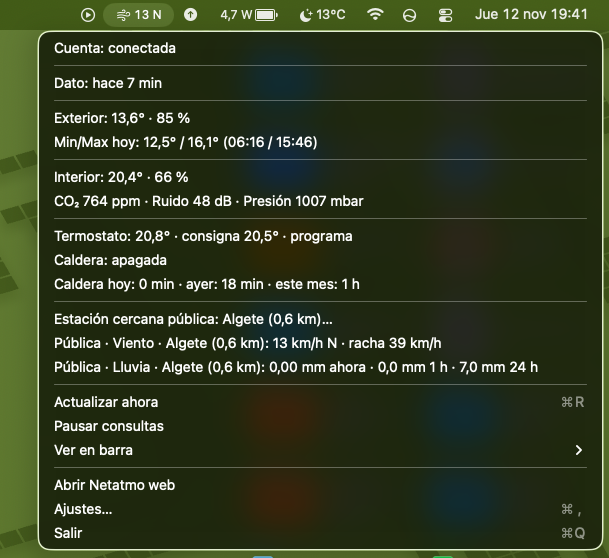 13 N 4,7 W 13°C Jue 12 nov 19:41
Cuenta: conectada
Dato: hace 7 min
Exterior: 13,6° · 85 %
Min/Max hoy: 12,5° / 16,1° (06:16 / 15:46)
Interior: 20,4° · 66 %
CO₂ 764 ppm · Ruido 48 dB · Presión 1007 mbar
Termostato: 20,8° · consigna 20,5° · programa
Caldera: apagada
Caldera hoy: 0 min · ayer: 18 min · este mes: 1 h
Estación cercana pública: Algete (0,6 km)...
Pública · Viento · Algete (0,6 km): 13 km/h N · racha 39 km/h
Pública · Lluvia · Algete (0,6 km): 0,00 mm ahora · 0,0 mm 1 h · 7,0 mm 24 h
Actualizar ahora ⌘R
Pausar consultas
Ver en barra
Abrir Netatmo web
Ajustes... ⌘,
Salir ⌘Q